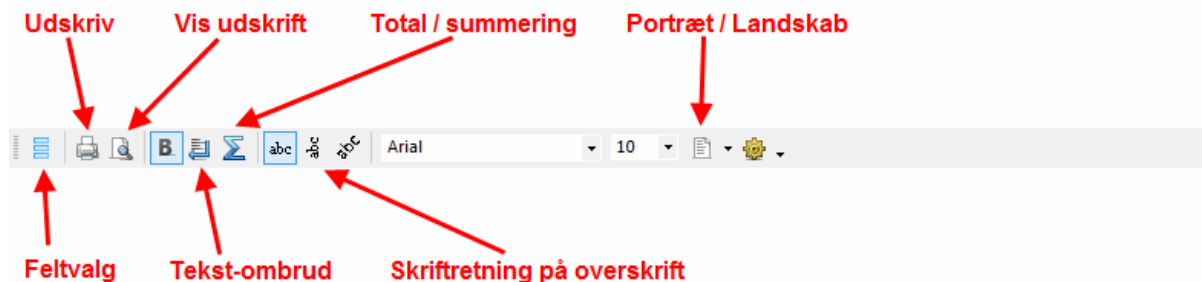 Udskriv Vis udskrift Total / summering Portræt / Landskab
B abc abc abc Arial 10
Feltvalg Tekst-ombrud Skriftretning på overskrift